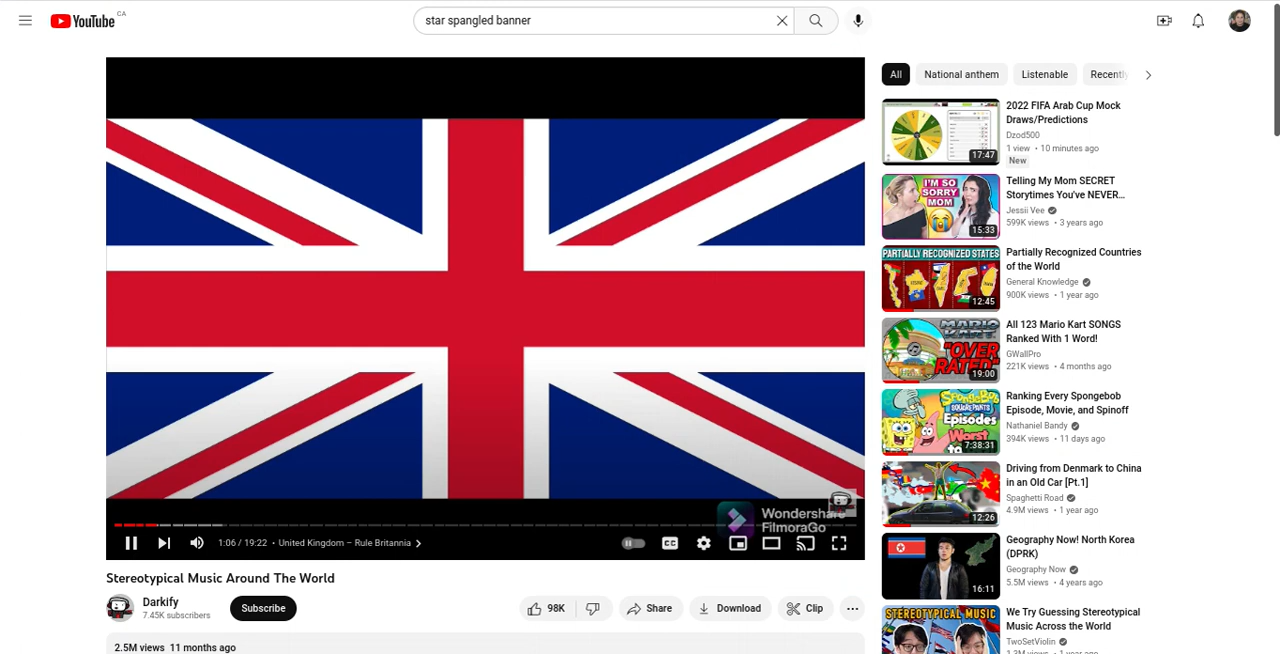 YouTube CA
star spangled banner
Wondershare
FilmoraGo
1:06 / 19:22 • United Kingdom – Rule Britannia
CC
Stereotypical Music Around The World
Darkify
7.45K subscribers
Subscribe
98K
Share
Download
Clip
2.5M views 11 months ago
All
National anthem
Listenable
Recently
17:47
2022 FIFA Arab Cup Mock
Draws/Predictions
Dzod500
1 view • 10 minutes ago
New
I'M SO
SORRY
MOM
15:33
Telling My Mom SECRET
Storytimes You've NEVER...
Jessii Vee
599K views • 3 years ago
PARTIALLY RECOGNIZED STATES
12:45
Partially Recognized Countries
of the World
General Knowledge
900K views • 1 year ago
MARIO
KART
"OVER
RATED"
19:00
All 123 Mario Kart SONGS
Ranked With 1 Word!
GWallPro
221K views • 4 months ago
SpongeBob
SQUAREPANTS
Episodes
Worst
7:38:31
Ranking Every Spongebob
Episode, Movie, and Spinoff
Nathaniel Bandy
394K views • 11 days ago
12:26
Driving from Denmark to China
in an Old Car [Pt.1]
Spaghetti Road
4.9M views • 1 year ago
16:11
Geography Now! North Korea
(DPRK)
Geography Now
5.5M views • 4 years ago
STEREOTYPICAL MUSIC
We Try Guessing Stereotypical
Music Across the World
TwoSetViolin
1.3M views • 1 year ago